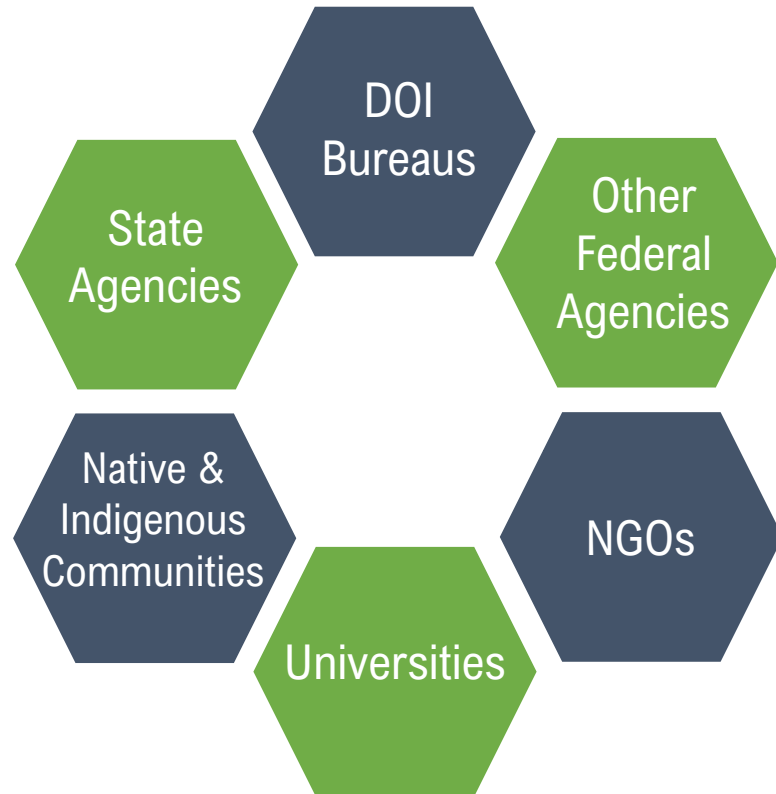 DOI
Bureaus
Other
Federal
Agencies
NGOs
Universities
Native &
Indigenous
Communities
State
Agencies